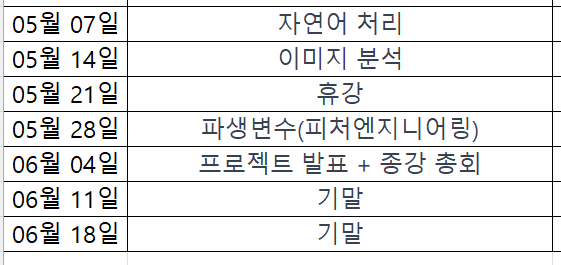 05월 07일 자연어 처리
05월 14일 이미지 분석
05월 21일 휴강
05월 28일 파생변수(피처엔지니어링)
06월 04일 프로젝트 발표 + 종강 총회
06월 11일 기말
06월 18일 기말